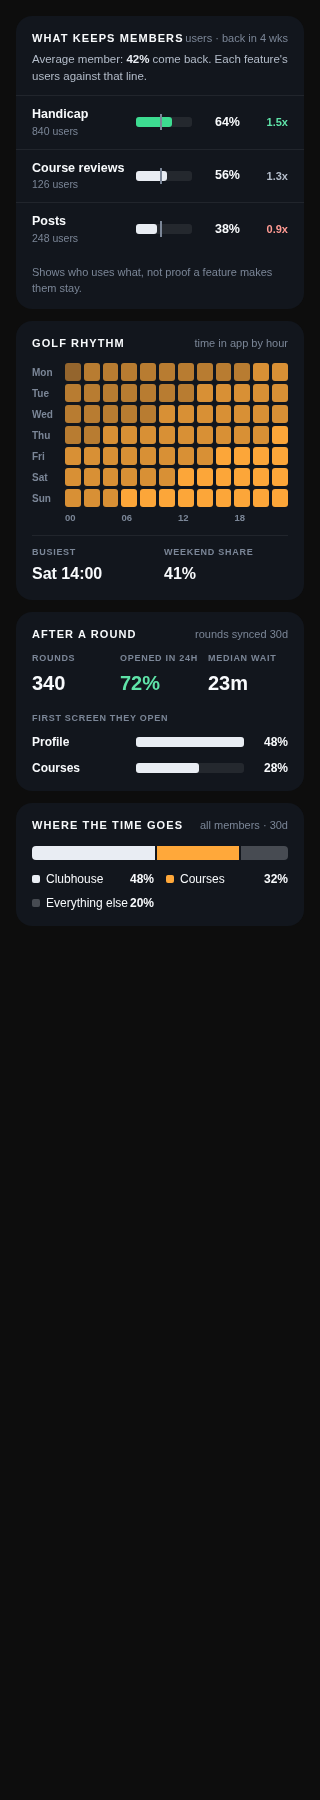 WHAT KEEPS MEMBERS users · back in 4 wks
Average member: 42% come back. Each feature's
users against that line.
Handicap
840 users
64%
1.5x
Course reviews
126 users
56%
1.3x
Posts
248 users
38%
0.9x
Shows who uses what, not proof a feature makes
them stay.
GOLF RHYTHM time in app by hour
Mon
Tue
Wed
Thu
Fri
Sat
Sun
00 06 12 18
BUSIEST WEEKEND SHARE
Sat 14:00 41%
AFTER A ROUND rounds synced 30d
ROUNDS OPENED IN 24H MEDIAN WAIT
340 72% 23m
FIRST SCREEN THEY OPEN
Profile 48%
Courses 28%
WHERE THE TIME GOES all members · 30d
Clubhouse 48% Courses 32%
Everything else 20%